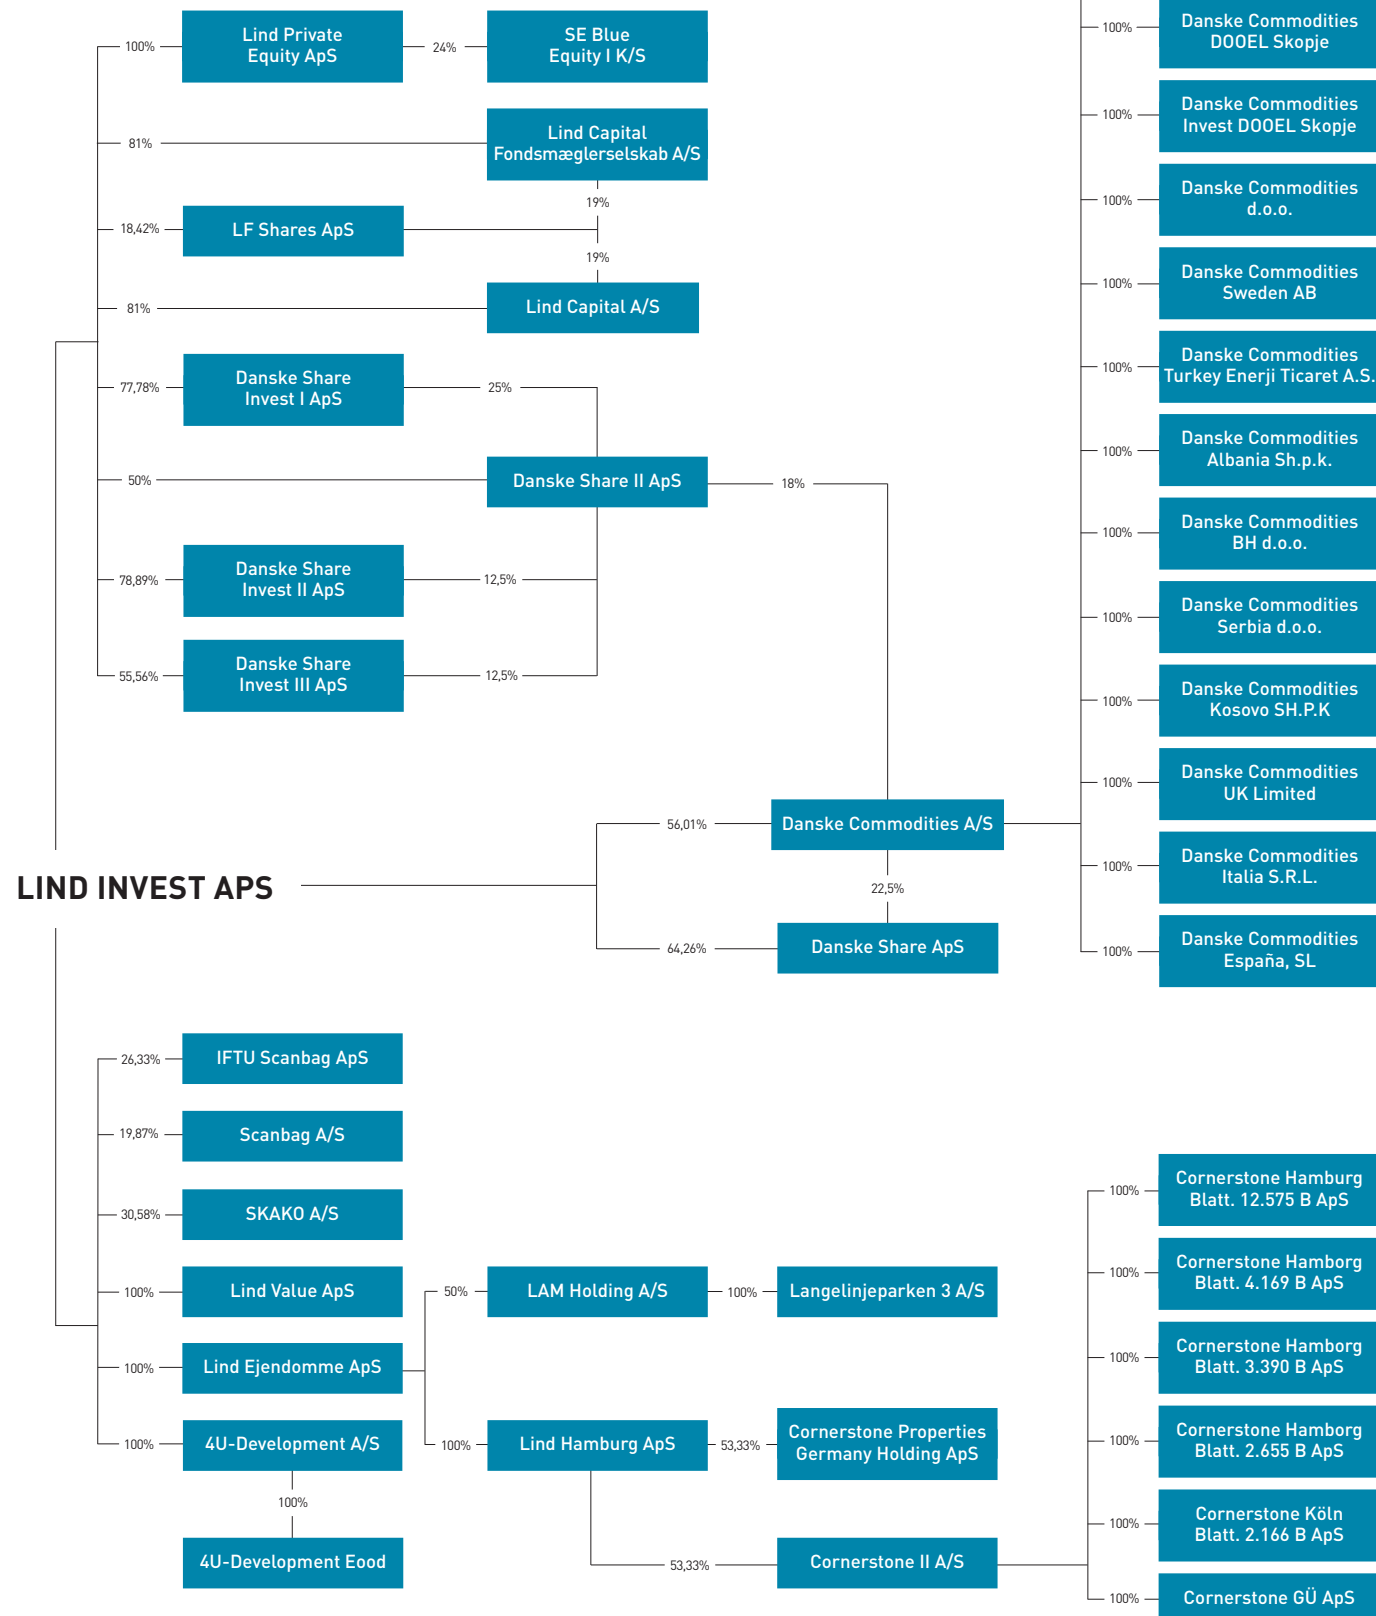 100%
Lind Private
Equity ApS
24%
SE Blue
Equity I K/S
81%
Lind Capital
Fondsmæglerselskab A/S
19%
18,42%
LF Shares ApS
19%
81%
Lind Capital A/S
77,78%
Danske Share
Invest I ApS
25%
50%
Danske Share II ApS
18%
78,89%
Danske Share
Invest II ApS
12,5%
55,56%
Danske Share
Invest III ApS
12,5%
LIND INVEST APS
56,01%
Danske Commodities A/S
22,5%
64,26%
Danske Share ApS
100%
Danske Commodities
DOOEL Skopje
100%
Danske Commodities
Invest DOOEL Skopje
100%
Danske Commodities
d.o.o.
100%
Danske Commodities
Sweden AB
100%
Danske Commodities
Turkey Enerji Ticaret A.S.
100%
Danske Commodities
Albania Sh.p.k.
100%
Danske Commodities
BH d.o.o.
100%
Danske Commodities
Serbia d.o.o.
100%
Danske Commodities
Kosovo SH.P.K
100%
Danske Commodities
UK Limited
100%
Danske Commodities
Italia S.R.L.
100%
Danske Commodities
España, SL
26,33%
IFTU Scanbag ApS
19,87%
Scanbag A/S
30,58%
SKAKO A/S
100%
Lind Value ApS
100%
Lind Ejendomme ApS
100%
4U-Development A/S
100%
4U-Development Eood
50%
LAM Holding A/S
100%
Langelinjeparken 3 A/S
100%
Lind Hamburg ApS
53,33%
Cornerstone Properties
Germany Holding ApS
53,33%
Cornerstone II A/S
100%
Cornerstone Hamburg
Blatt. 12.575 B ApS
100%
Cornerstone Hamborg
Blatt. 4.169 B ApS
100%
Cornerstone Hamborg
Blatt. 3.390 B ApS
100%
Cornerstone Hamborg
Blatt. 2.655 B ApS
100%
Cornerstone Köln
Blatt. 2.166 B ApS
100%
Cornerstone GÜ ApS